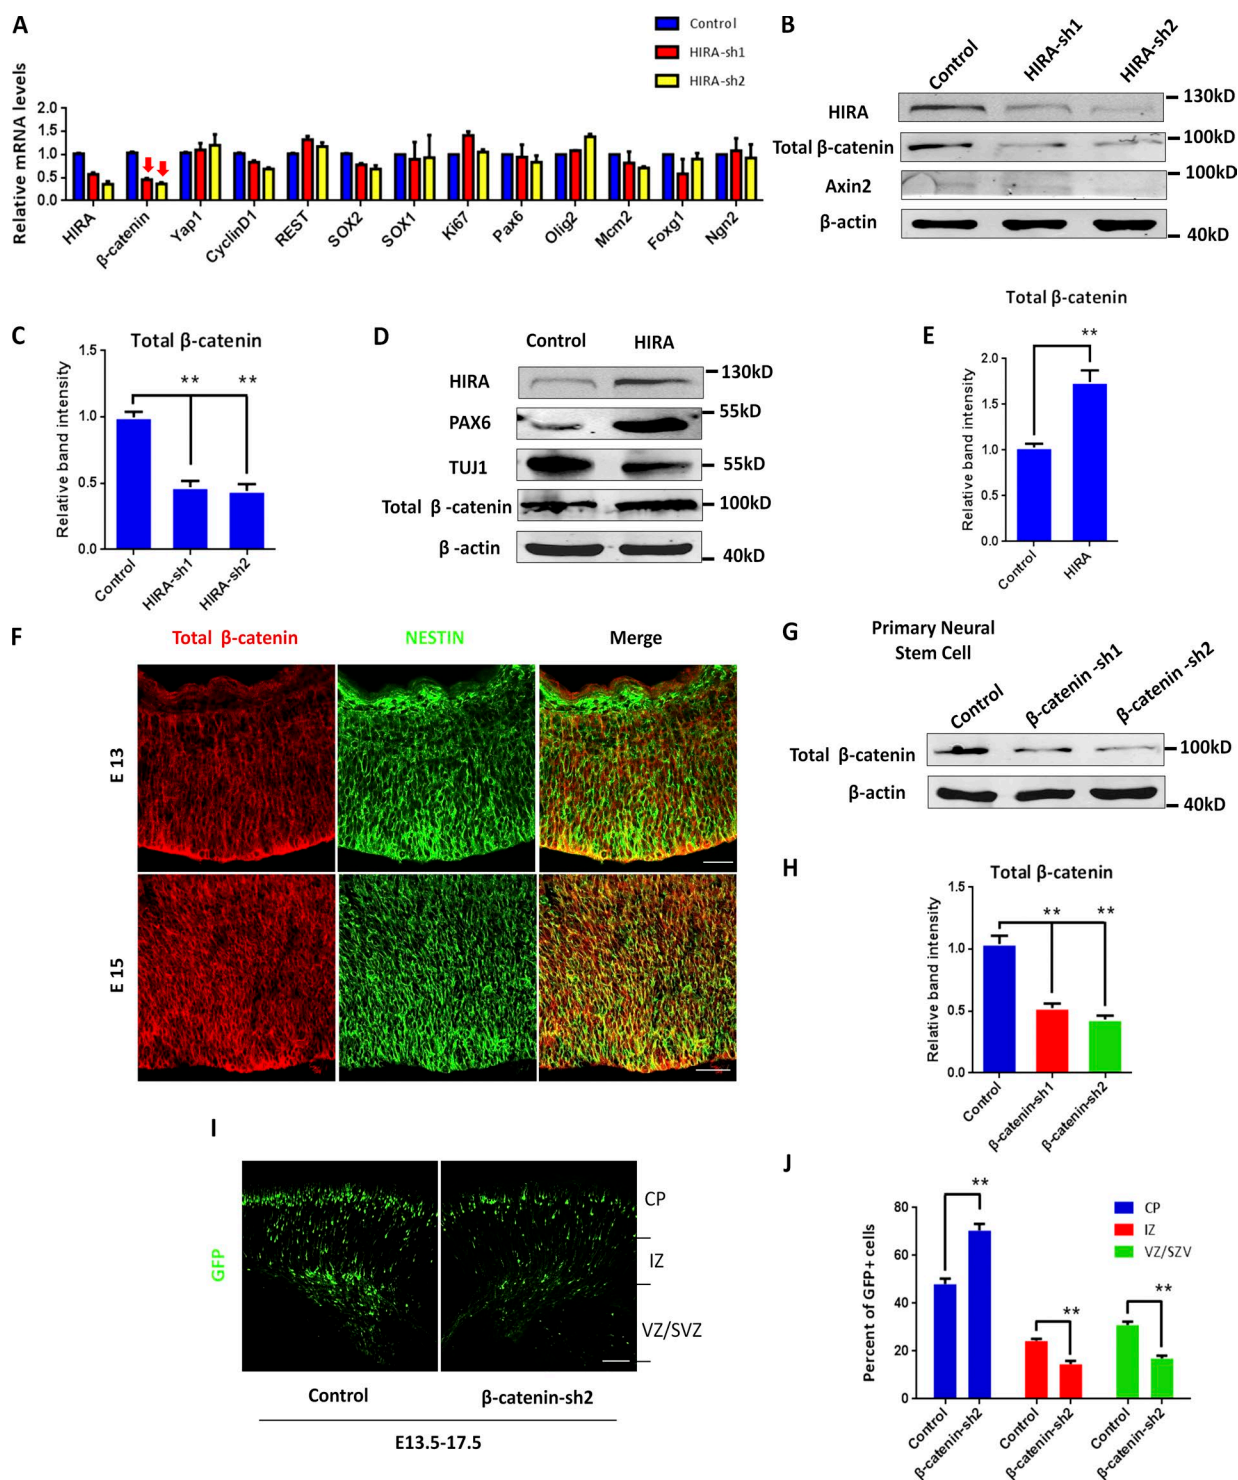 A
Control
HIRA-sh1
HIRA-sh2
Relative mRNA levels
2.0
1.5
1.0
0.5
0.0
HIRA
β-catenin
Yap1
CyclinD1
REST
SOX2
SOX1
Ki67
Pax6
Olig2
Mcm2
Foxg1
Ngn2
B
Control
HIRA-sh1
HIRA-sh2
HIRA
130kD
Total β-catenin
100kD
Axin2
100kD
β-actin
40kD
C
Total β-catenin
Relative band intensity
1.5
1.0
0.5
0.0
** **
Control
HIRA-sh1
HIRA-sh2
D
Control HIRA
HIRA
130kD
PAX6
55kD
TUJ1
55kD
Total β -catenin
100kD
β -actin
40kD
E
Total β-catenin
**
Relative band intensity
2.0
1.5
1.0
0.5
0.0
Control
HIRA
F
Total β-catenin NESTIN Merge
E 13
E 15
G
Primary Neural
Stem Cell
Control
β-catenin-sh1
β-catenin -sh2
Total β-catenin
100kD
β-actin
40kD
H
Total β-catenin
Relative band intensity
1.5
1.0
0.5
0.0
** **
Control
β-catenin-sh1
β-catenin-sh2
I
GFP
CP
IZ
VZ/SVZ
Control β-catenin-sh2
E13.5-17.5
J
Percent of GFP+ cells
80
60
40
20
0
**
**
**
CP
IZ
VZ/SZV
Control
β-catenin-sh2
Control
β-catenin-sh2
Control
β-catenin-sh2